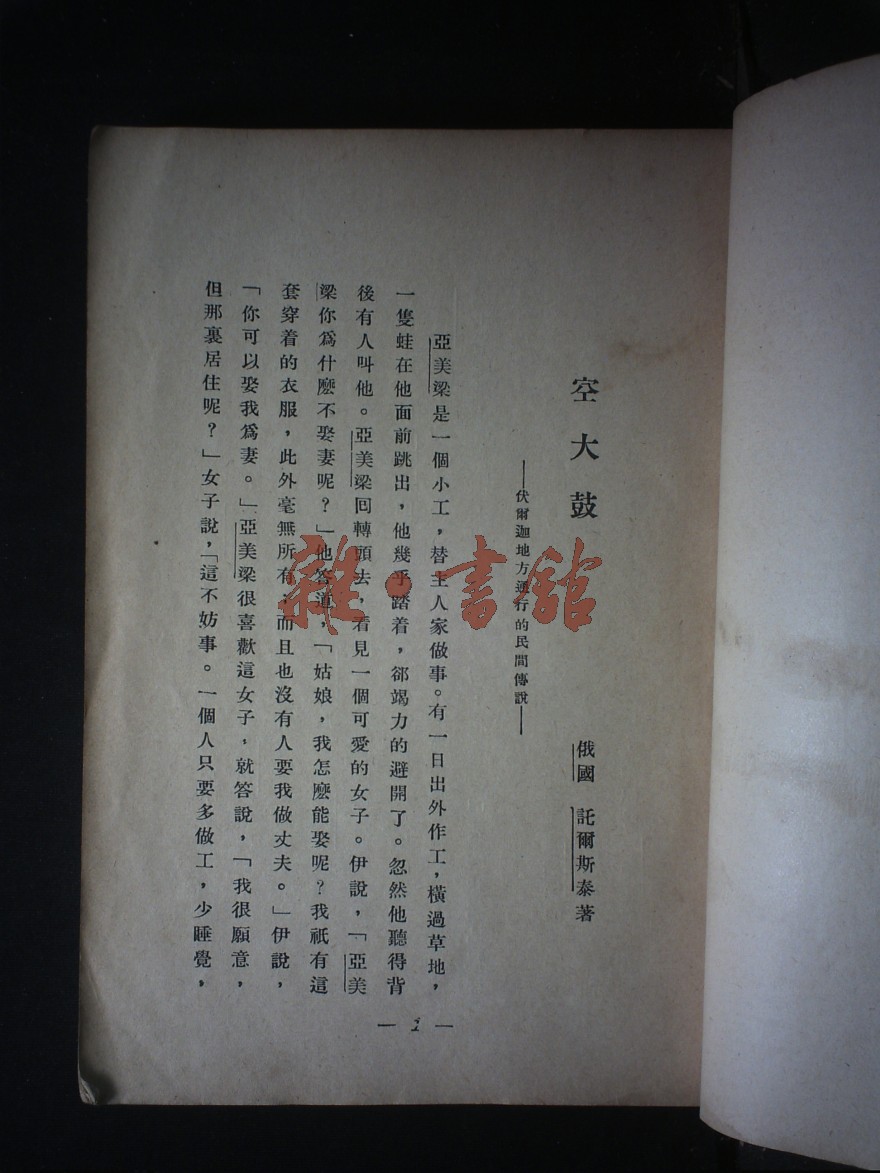 空大鼓
——伏爾迦地方通行的民間傳說——
俄國 託爾斯泰著
亞美梁是一個小工，替主人家做事。有一日出外作工，橫過草地，
一隻蛙在他面前跳出，他幾乎踏着，郤竭力的避開了。忽然他聽得背
後有人叫他。亞美梁回轉頭去，看見一個可愛的女子。伊說，「亞美
梁你爲什麼不娶妻呢？」他答道，「姑娘，我怎麼能娶呢？我祇有這
套穿着的衣服，此外毫無所有，而且也沒有人要我做丈夫。」伊說，
「你可以娶我爲妻。」亞美梁很喜歡這女子，就答說，「我很願意，
但那裏居住呢？」女子說，「這不妨事。一個人只要多做工，少睡覺，
— 1 —
雜·書館